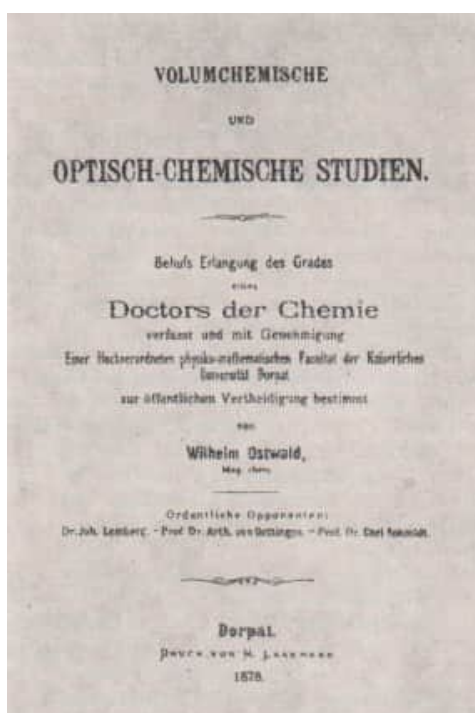 VOLUMCHEMISCHE
UND
OPTISCH-CHEMISCHE STUDIEN.
Behufs Erlangung des Grades
eines
Doctors der Chemie
verfasst und mit Genehmigung
Einer Hochverordneten physiko-mathematischen Facultät der Kaiserlichen
Universität Dorpat
zur öffentlichen Vertheidigung bestimmt
von
Wilhelm Ostwald,
Mag. chem.
Ordentliche Opponenten:
Dr. Joh. Lemberg. – Prof. Dr. Arth. von Oettingen. – Prof. Dr. Carl Schmidt.
Dorpat.
DRUCK VON H. LAAKMANN
1878.